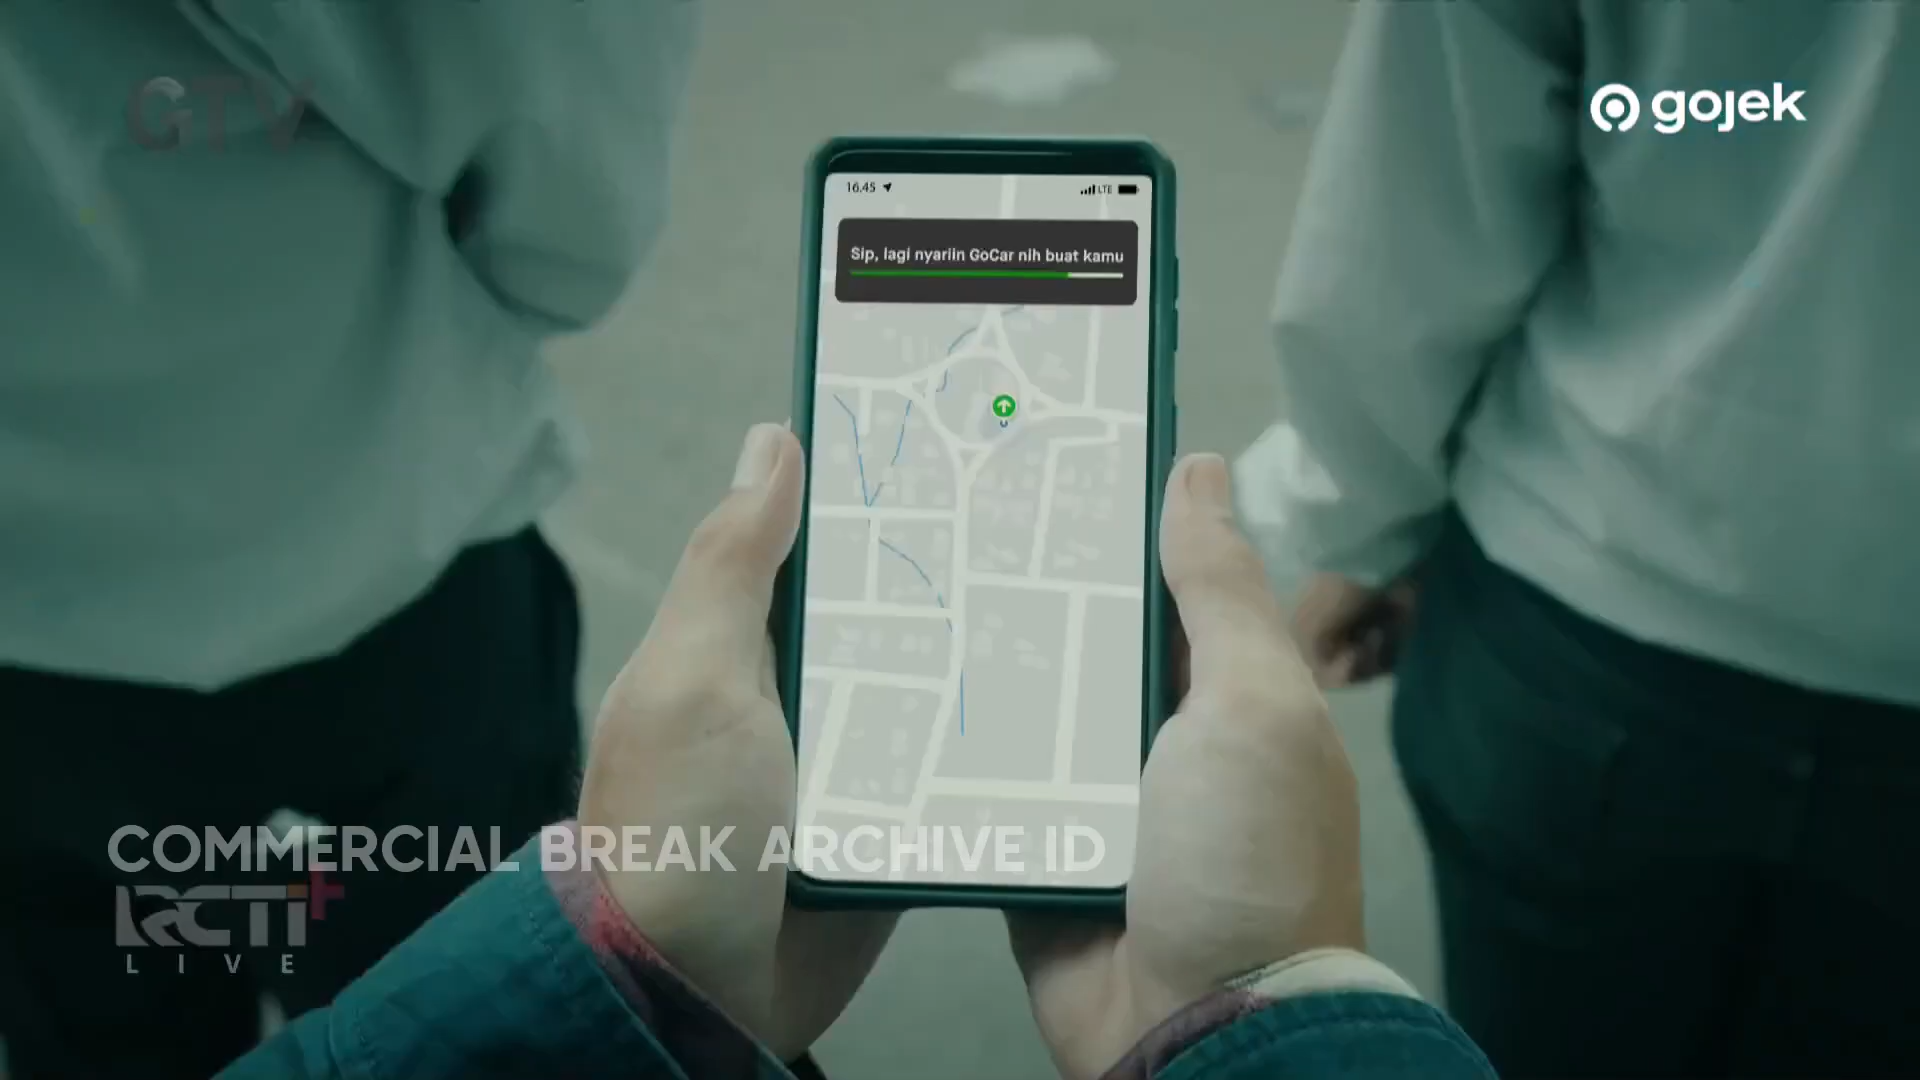 GTV
gojek
16.45
LTE
Sip, lagi nyariin GoCar nih buat kamu
COMMERCIAL BREAK ARCHIVE ID
RCTI+
LIVE